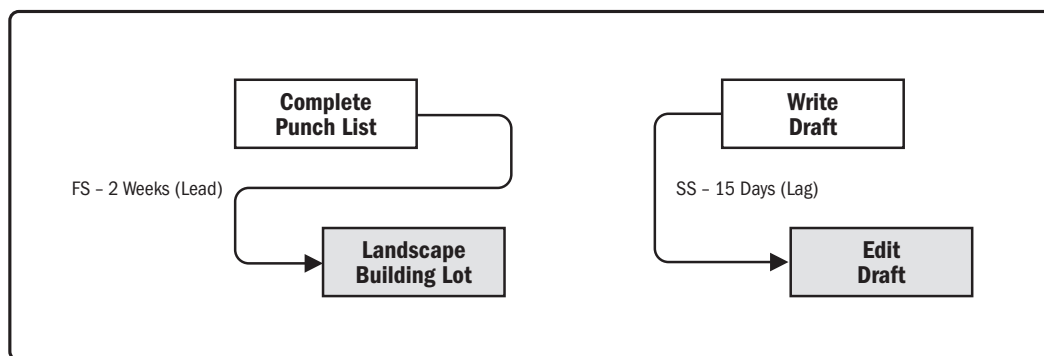 Complete
Punch List
Write
Draft
FS – 2 Weeks (Lead)
SS – 15 Days (Lag)
Landscape
Building Lot
Edit
Draft